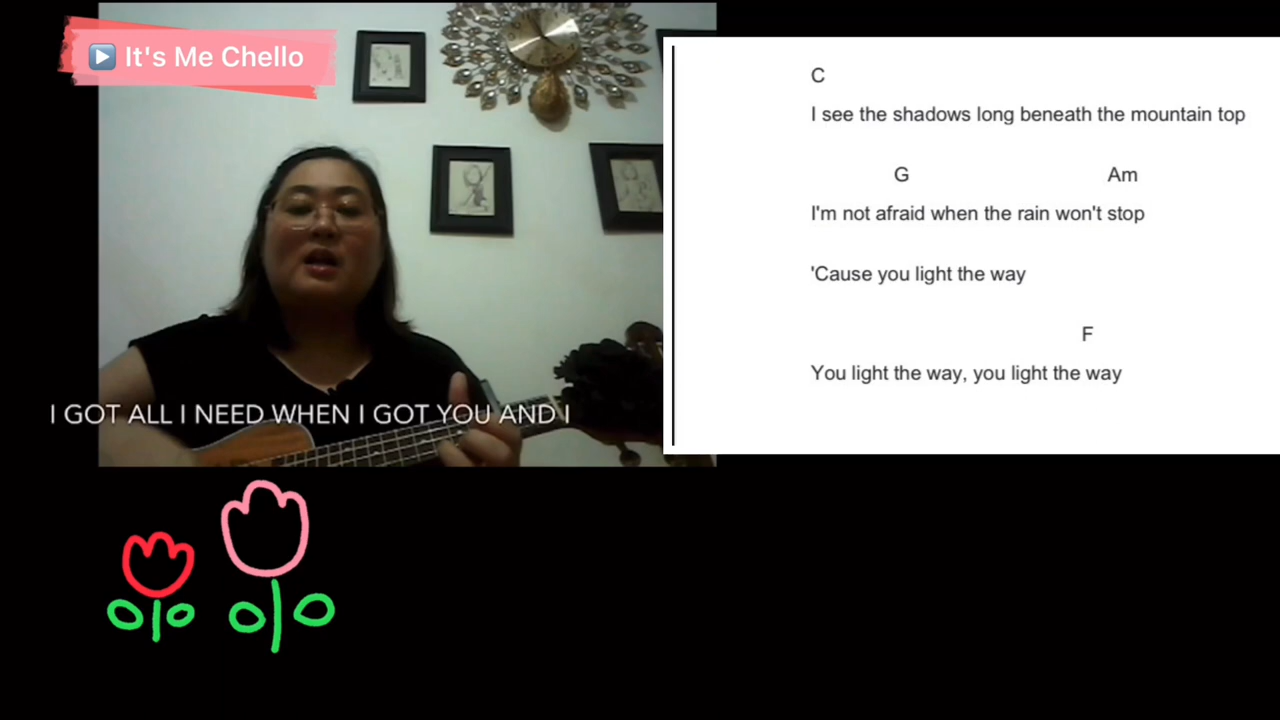 It's Me Chello
C
I see the shadows long beneath the mountain top
G Am
I'm not afraid when the rain won't stop
'Cause you light the way
F
You light the way, you light the way
I GOT ALL I NEED WHEN I GOT YOU AND I